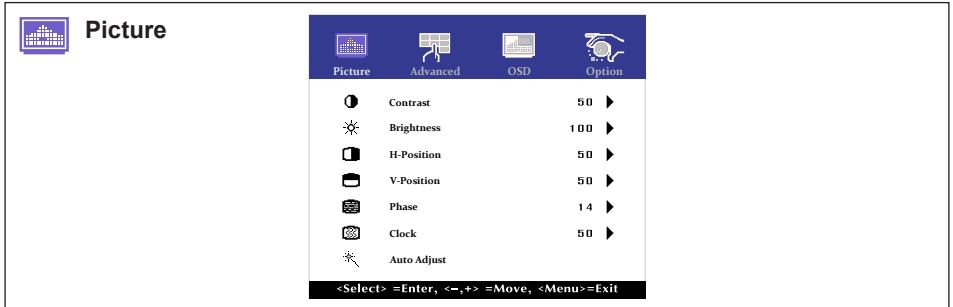 Picture
Picture Advanced OSD Option
Contrast 50
Brightness 100
H-Position 50
V-Position 50
Phase 14
Clock 50
Auto Adjust
<Select> =Enter, <–,+> =Move, <Menu>=Exit